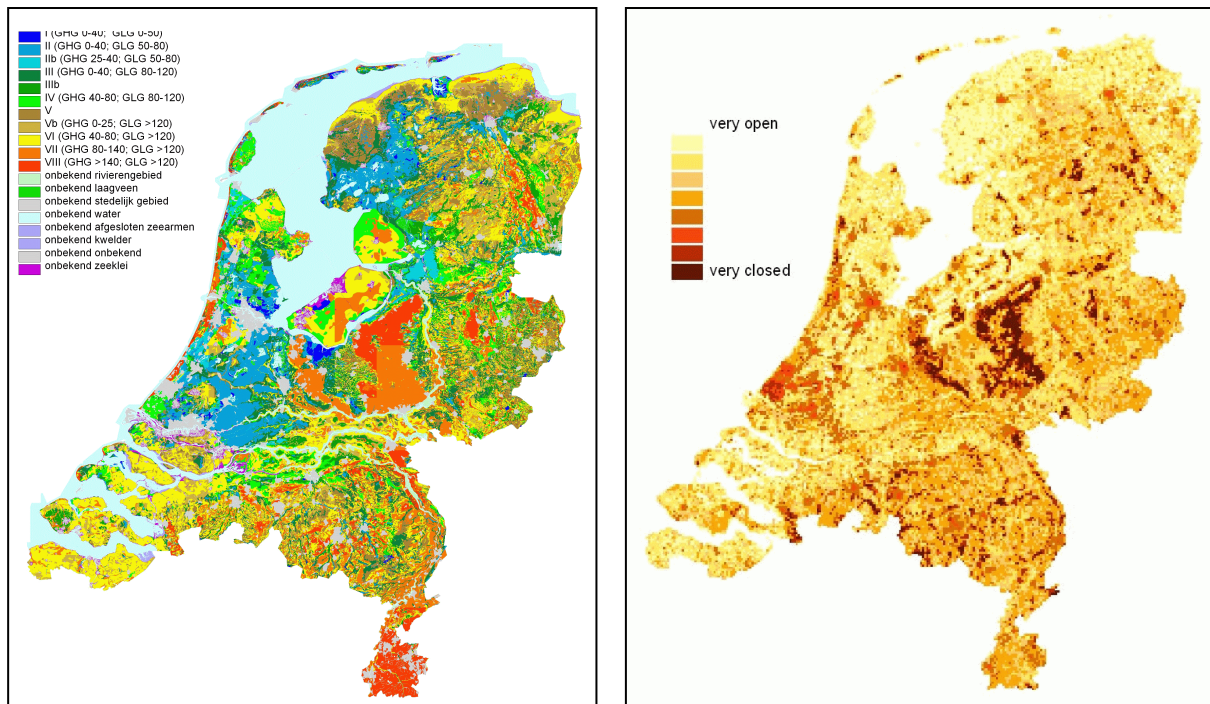 I (GHG 0-40; GLG 0-50)
II (GHG 0-40; GLG 50-80)
IIb (GHG 25-40; GLG 50-80)
III (GHG 0-40; GLG 80-120)
IIIb
IV (GHG 40-80; GLG 80-120)
V
Vb (GHG 0-25; GLG >120)
VI (GHG 40-80; GLG >120)
VII (GHG 80-140; GLG >120)
VIII (GHG >140; GLG >120)
onbekend rivierengebied
onbekend laagveen
onbekend stedelijk gebied
onbekend water
onbekend afgesloten zeearmen
onbekend kwelder
onbekend onbekend
onbekend zeeklei
very open
very closed